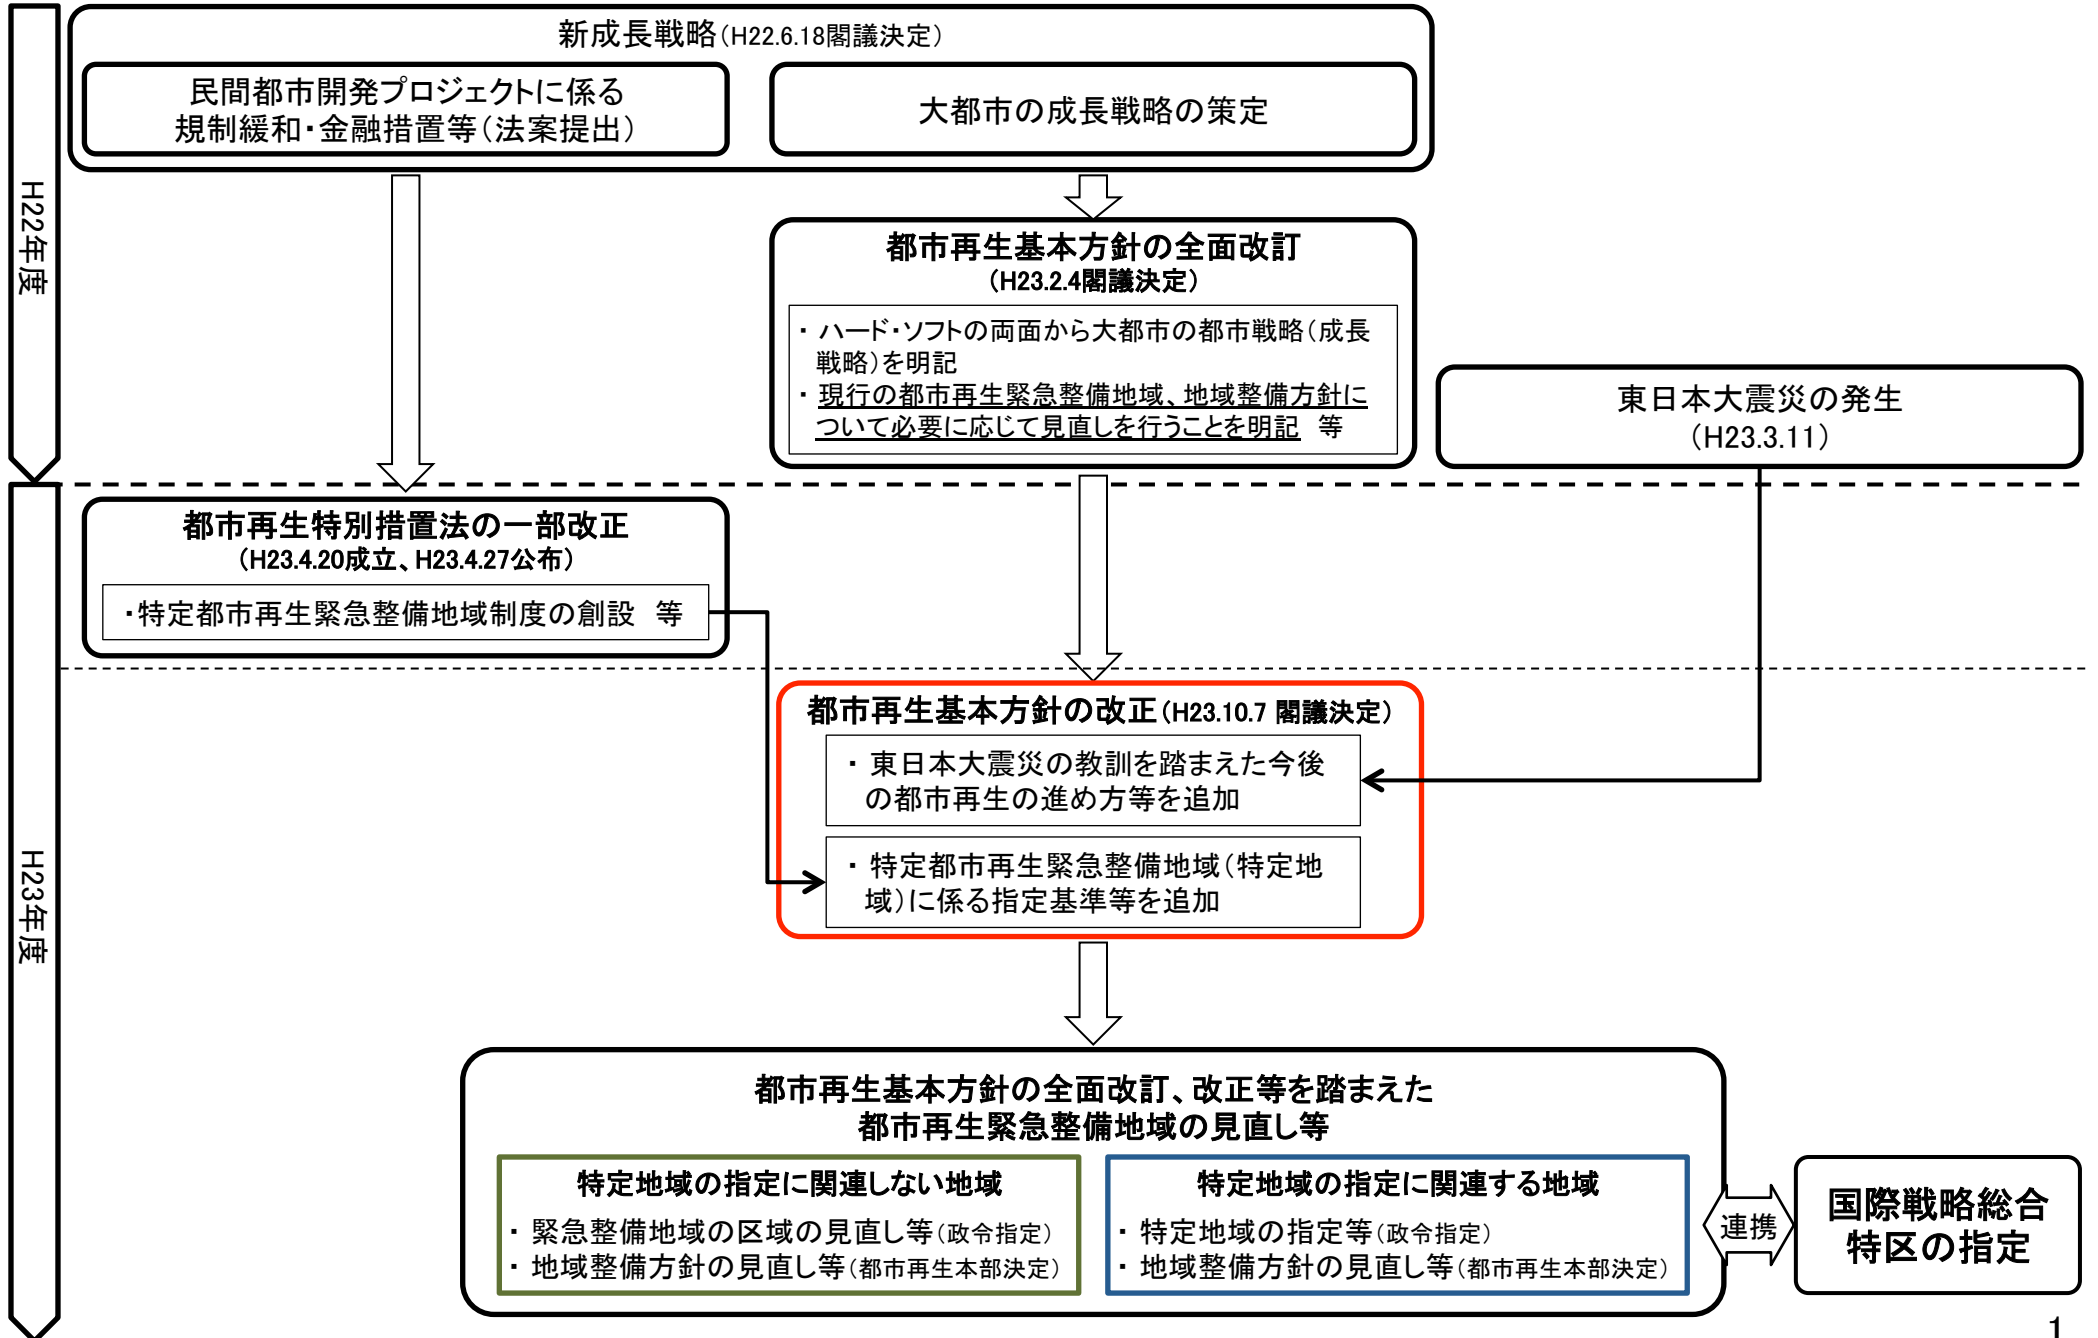 新成長戦略(H22.6.18閣議決定)
民間都市開発プロジェクトに係る
規制緩和・金融措置等(法案提出)
大都市の成長戦略の策定
H22年度
都市再生基本方針の全面改訂
(H23.2.4閣議決定)
・ ハード・ソフトの両面から大都市の都市戦略(成長
戦略)を明記
・ 現行の都市再生緊急整備地域、地域整備方針に
ついて必要に応じて見直しを行うことを明記 等
東日本大震災の発生
(H23.3.11)
都市再生特別措置法の一部改正
(H23.4.20成立、H23.4.27公布)
・特定都市再生緊急整備地域制度の創設 等
H23年度
都市再生基本方針の改正(H23.10.7 閣議決定)
・ 東日本大震災の教訓を踏まえた今後
の都市再生の進め方等を追加
・ 特定都市再生緊急整備地域(特定地
域)に係る指定基準等を追加
都市再生基本方針の全面改訂、改正等を踏まえた
都市再生緊急整備地域の見直し等
特定地域の指定に関連しない地域
・ 緊急整備地域の区域の見直し等(政令指定)
・ 地域整備方針の見直し等(都市再生本部決定)
特定地域の指定に関連する地域
・ 特定地域の指定等(政令指定)
・ 地域整備方針の見直し等(都市再生本部決定)
連携
国際戦略総合
特区の指定
1